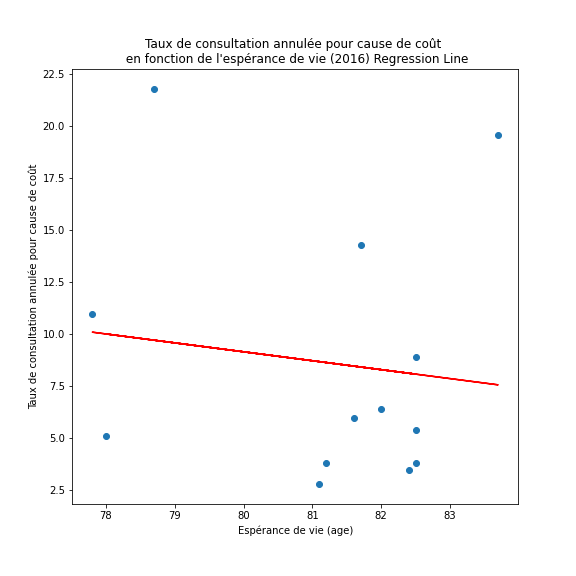 Taux de consultation annulée pour cause de coût
en fonction de l'espérance de vie (2016) Regression Line
Taux de consultation annulée pour cause de coût
22.5
20.0
17.5
15.0
12.5
10.0
7.5
5.0
2.5
78 79 80 81 82 83
Espérance de vie (age)